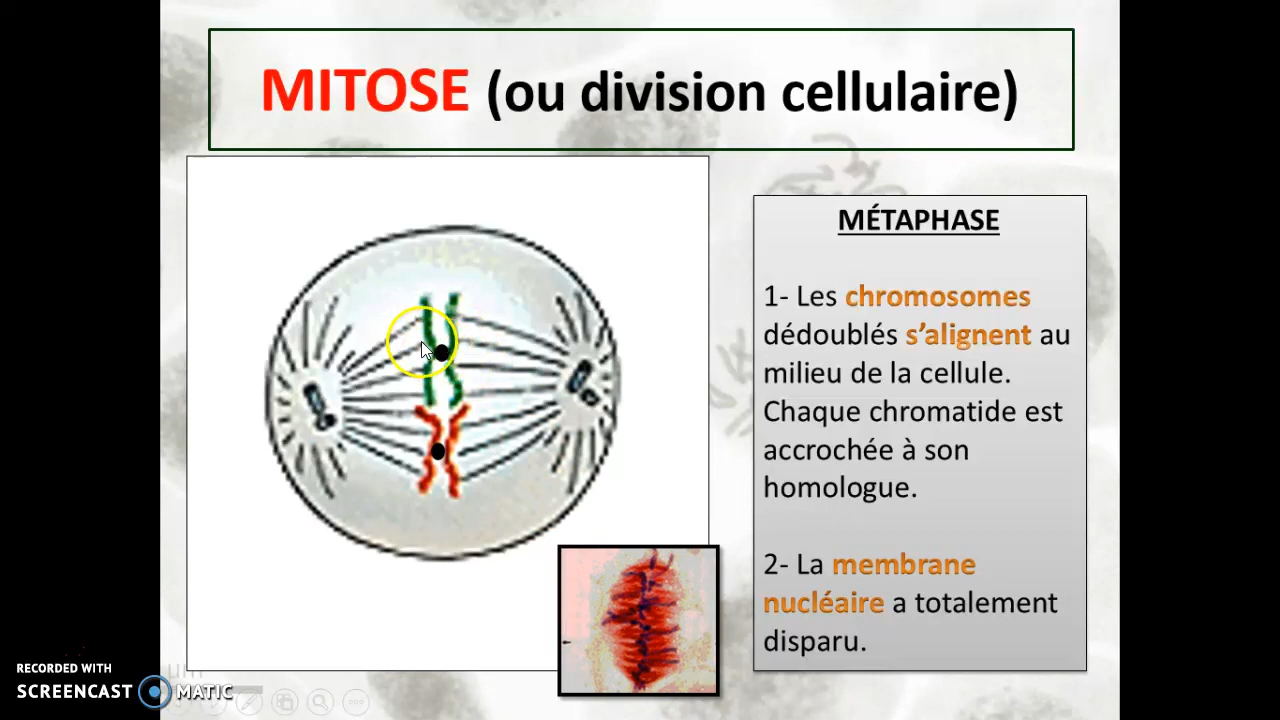 MITOSE (ou division cellulaire)
MÉTAPHASE
1- Les chromosomes
dédoublés s’alignent au
milieu de la cellule.
Chaque chromatide est
accrochée à son
homologue.
2- La membrane
nucléaire a totalement
disparu.
RECORDED WITH
SCREENCAST MATIC